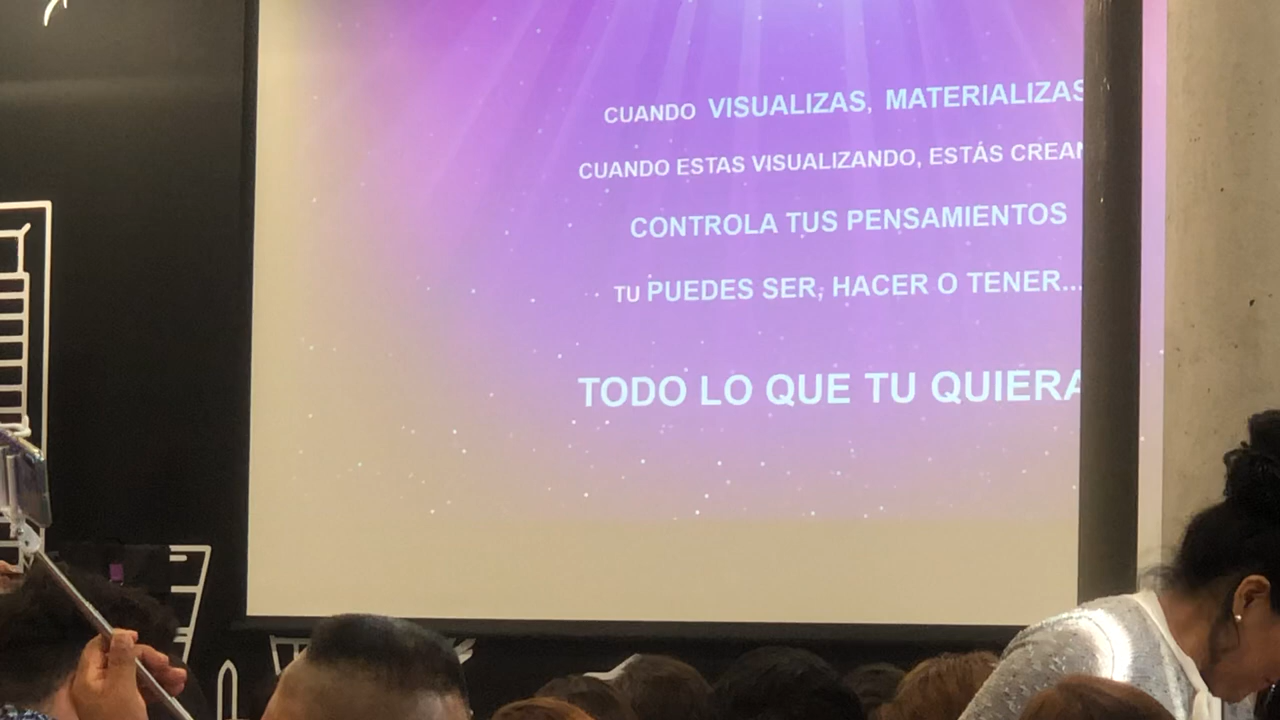 CUANDO VISUALIZAS, MATERIALIZAS
CUANDO ESTAS VISUALIZANDO, ESTÁS CREAN
CONTROLA TUS PENSAMIENTOS
TU PUEDES SER, HACER O TENER...
TODO LO QUE TU QUIERA